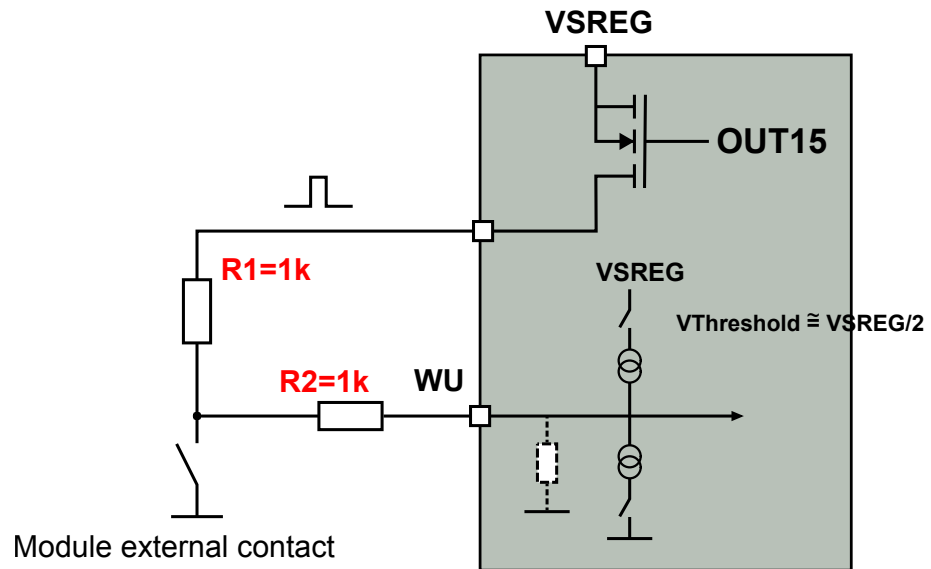 VSREG
OUT15
R1=1k
VSREG
VThreshold ≅ VSREG/2
R2=1k
WU
Module external contact